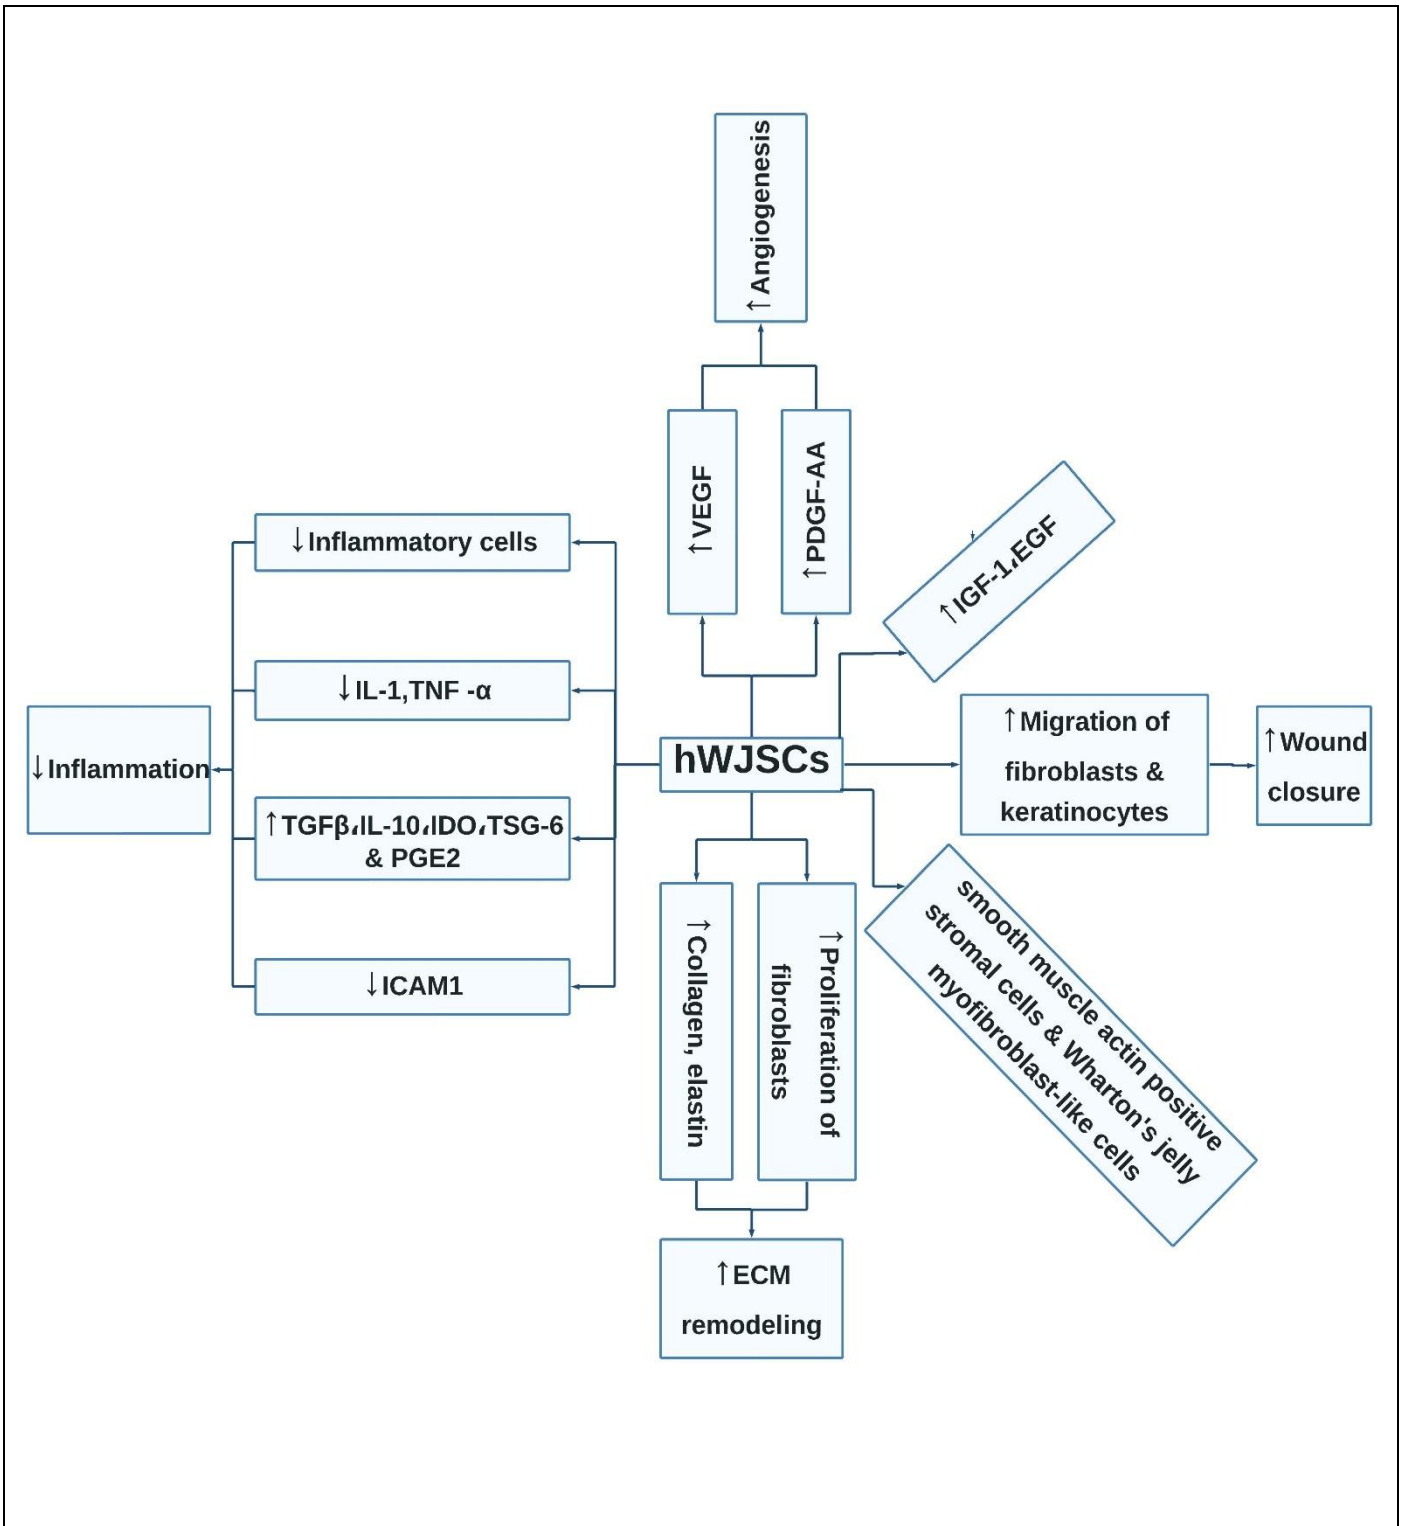 ↑Angiogenesis
↑VEGF
↑PDGF-AA
↑IGF-1،EGF
↓Inflammatory cells
↓IL-1,TNF -α
↓Inflammation
↑TGFβ،IL-10،IDO،TSG-6
& PGE2
↓ICAM1
hWJSCs
↑Migration of
fibroblasts &
keratinocytes
↑Wound
closure
smooth muscle actin positive
stromal cells & Wharton's jelly
myofibroblast-like cells
↑Collagen, elastin
↑Proliferation of
fibroblasts
↑ECM
remodeling